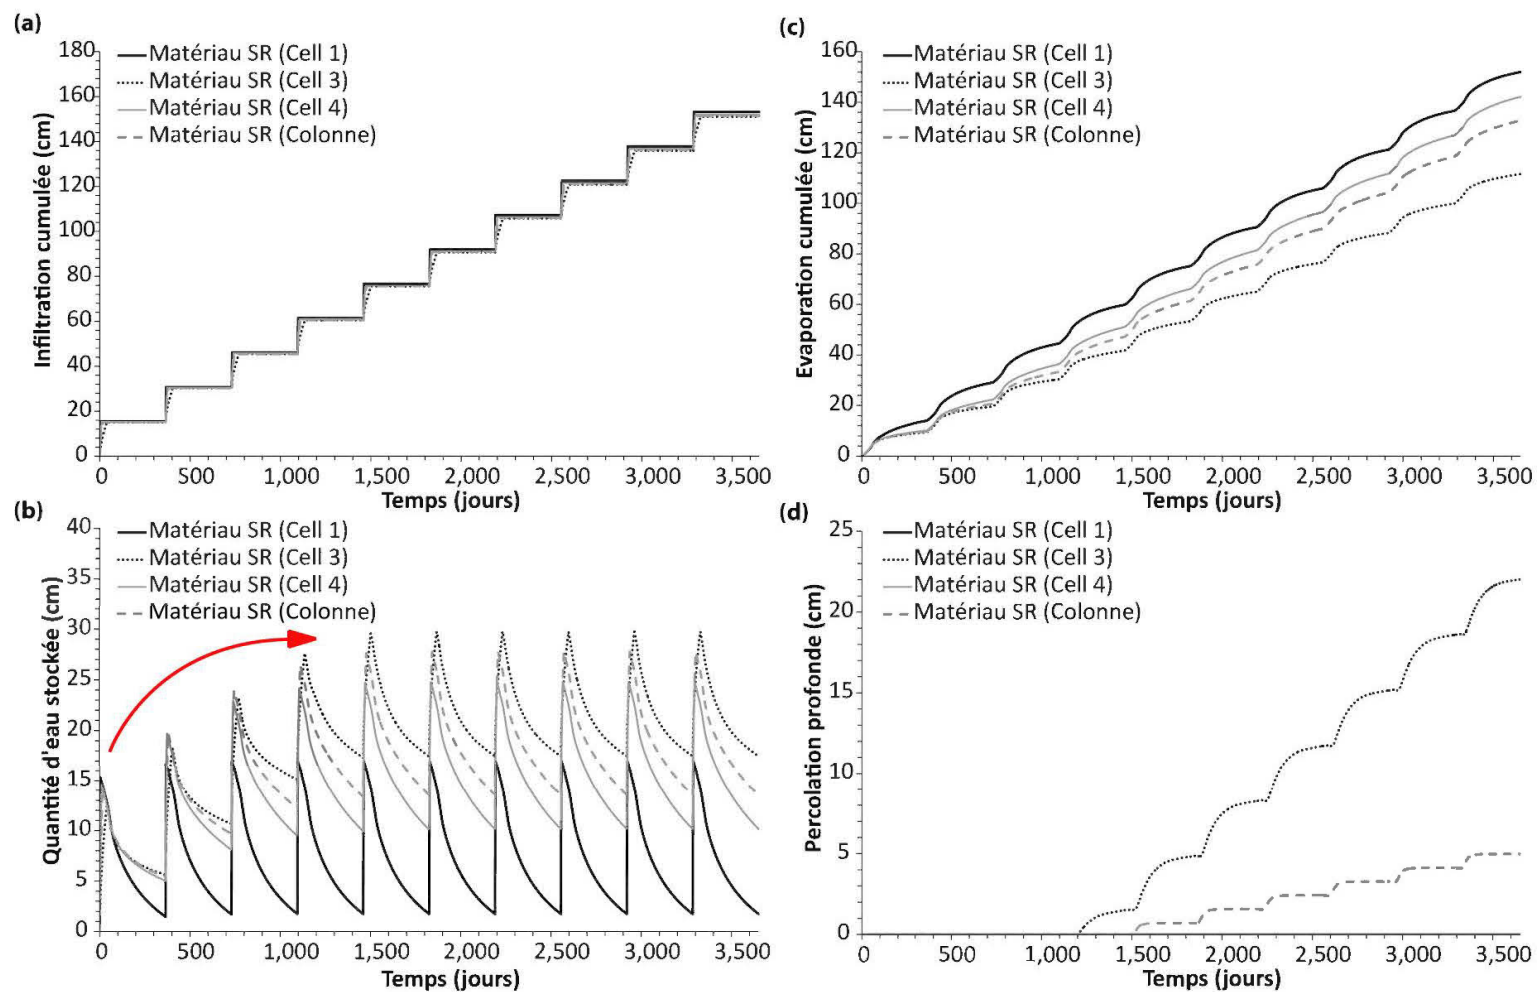 (a)
180
160
140
120
100
80
60
40
20
0
Infiltration cumulée (cm)
Matériau SR (Cell 1)
Matériau SR (Cell 3)
Matériau SR (Cell 4)
Matériau SR (Colonne)
0 500 1,000 1,500 2,000 2,500 3,000 3,500
Temps (jours)
(c)
160
140
120
100
80
60
40
20
0
Evaporation cumulée (cm)
Matériau SR (Cell 1)
Matériau SR (Cell 3)
Matériau SR (Cell 4)
Matériau SR (Colonne)
0 500 1,000 1,500 2,000 2,500 3,000 3,500
Temps (jours)
(b)
40
35
30
25
20
15
10
5
0
Quantité d'eau stockée (cm)
Matériau SR (Cell 1)
Matériau SR (Cell 3)
Matériau SR (Cell 4)
Matériau SR (Colonne)
0 500 1,000 1,500 2,000 2,500 3,000 3,500
Temps (jours)
(d)
25
20
15
10
5
0
Percolation profonde (cm)
Matériau SR (Cell 1)
Matériau SR (Cell 3)
Matériau SR (Cell 4)
Matériau SR (Colonne)
0 500 1,000 1,500 2,000 2,500 3,000 3,500
Temps (jours)